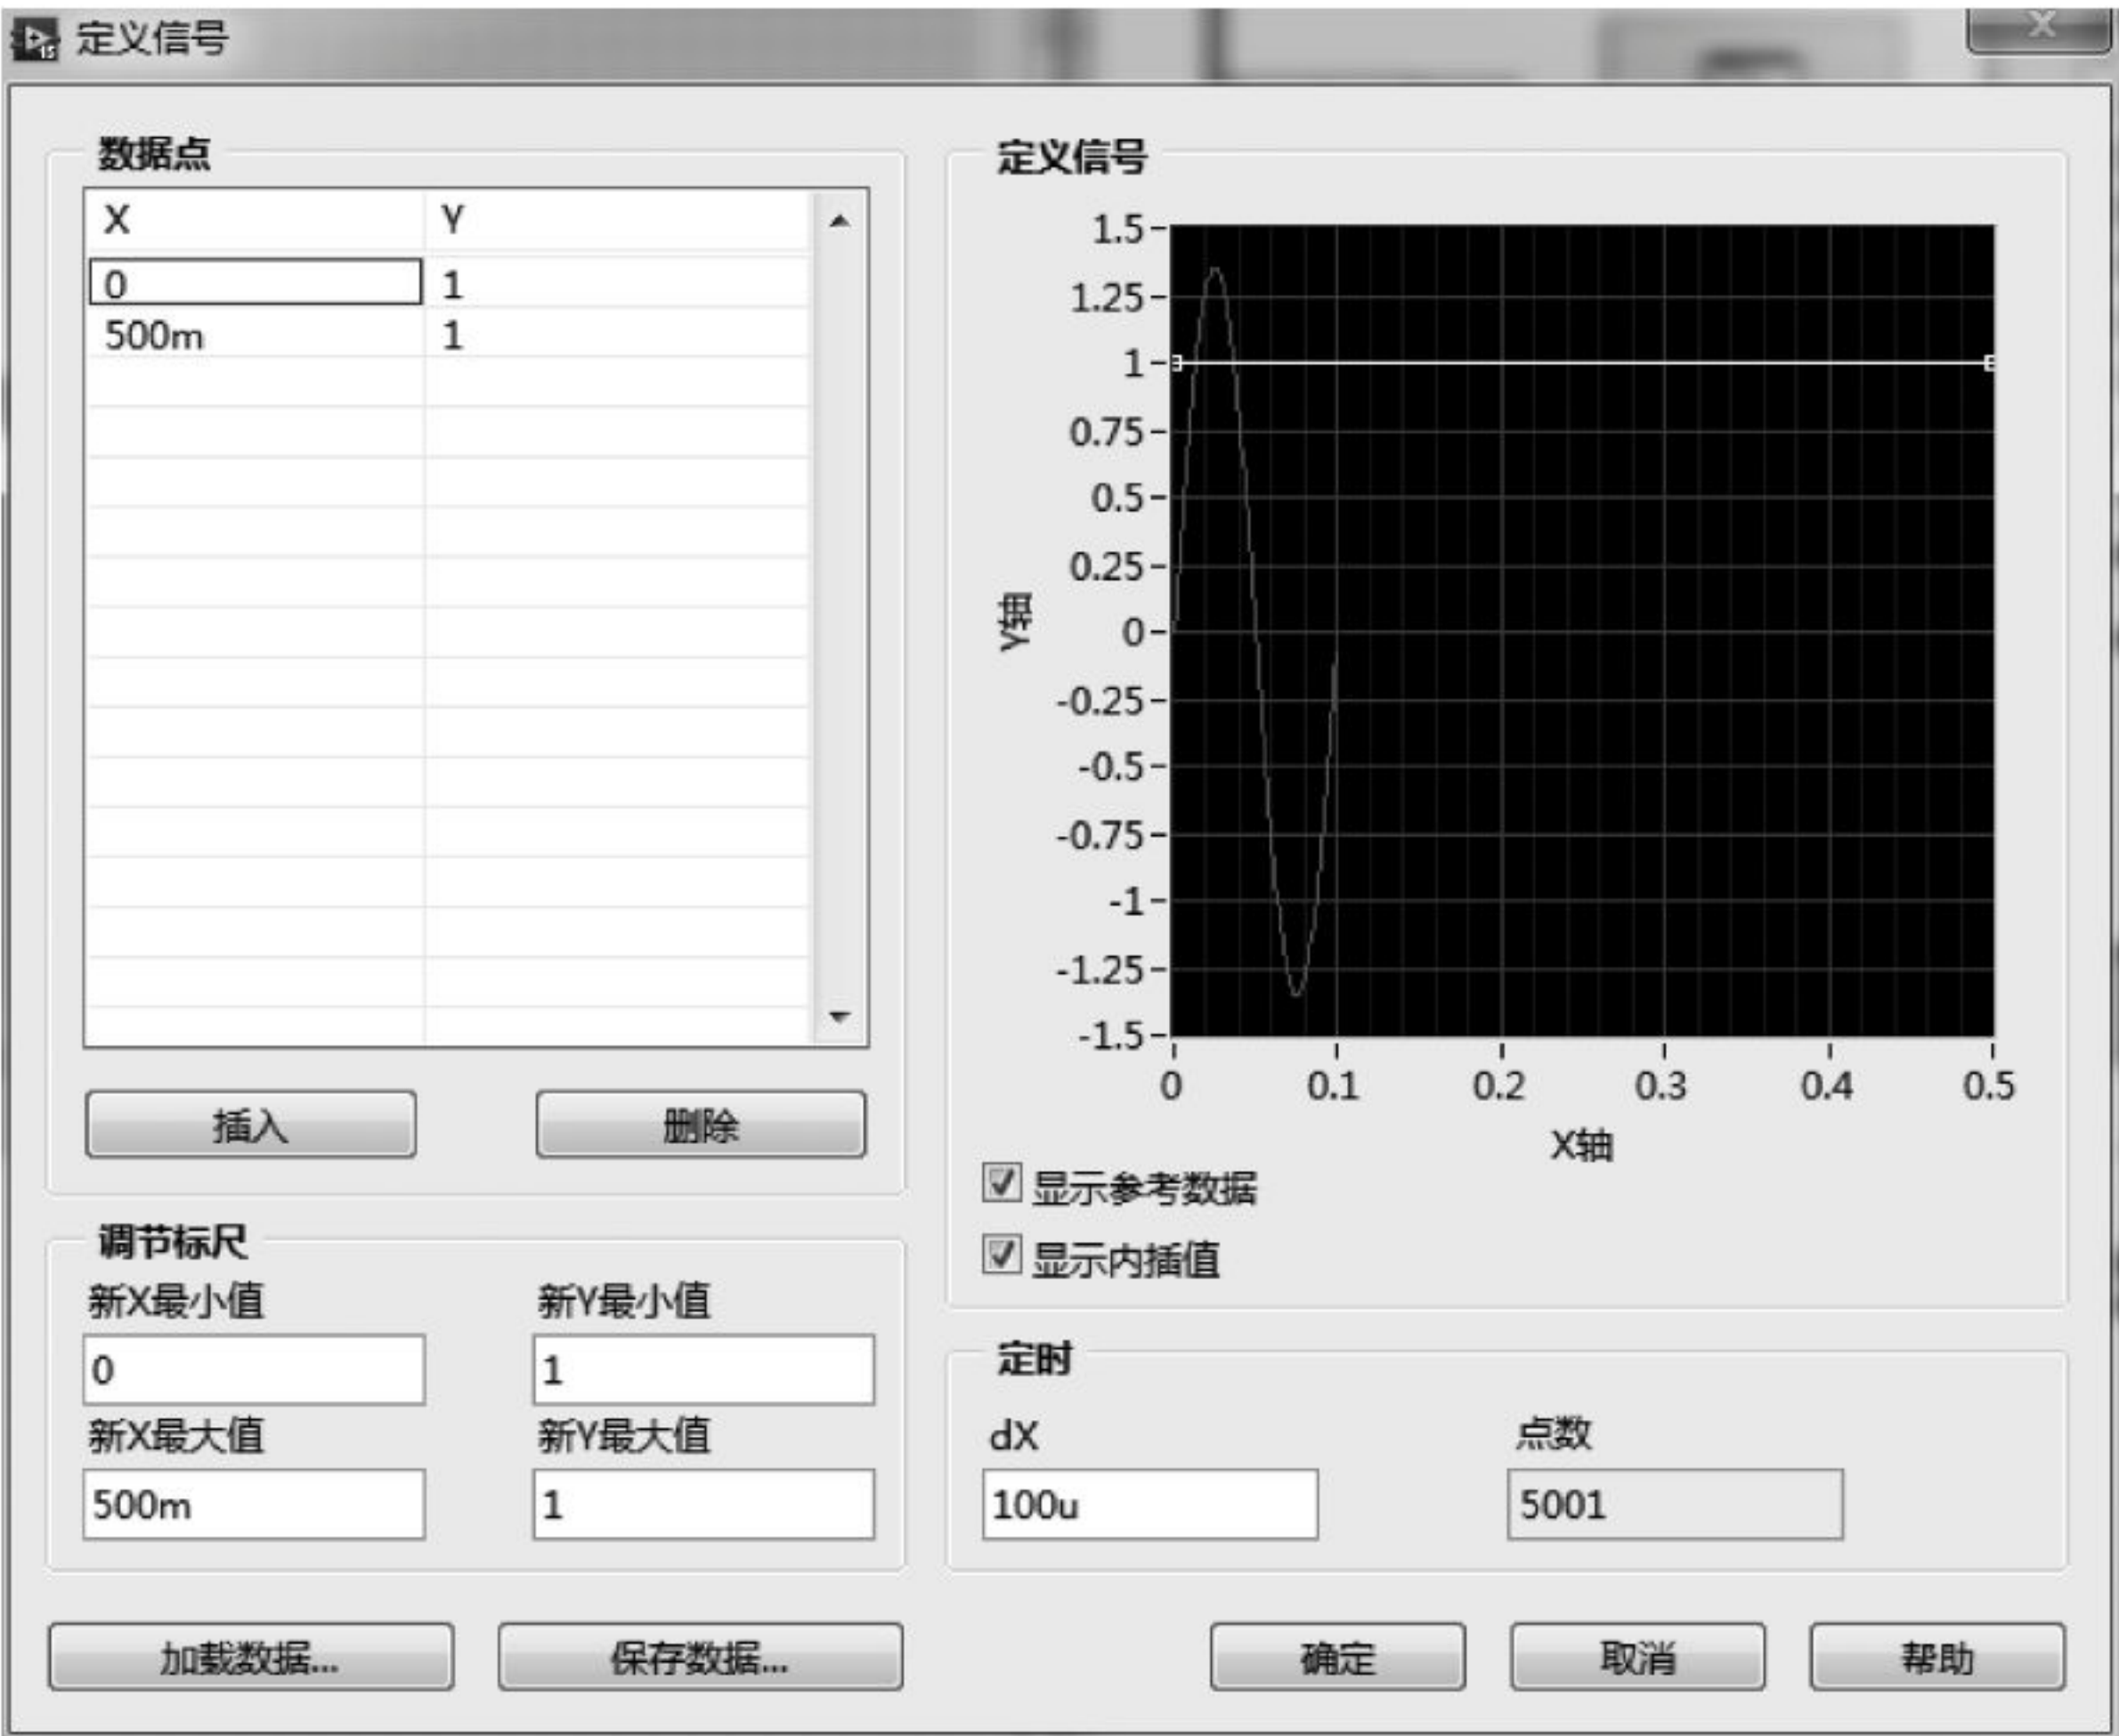 定义信号
数据点
X Y
0 1
500m 1
插入 删除
调节标尺
新X最小值 新Y最小值
0 1
新X最大值 新Y最大值
500m 1
定义信号
1.5
1.25
1
0.75
0.5
0.25
0
-0.25
-0.5
-0.75
-1
-1.25
-1.5
Y轴
0 0.1 0.2 0.3 0.4 0.5
X轴
显示参考数据
显示内插值
定时
dX 点数
100u 5001
加载数据... 保存数据... 确定 取消 帮助